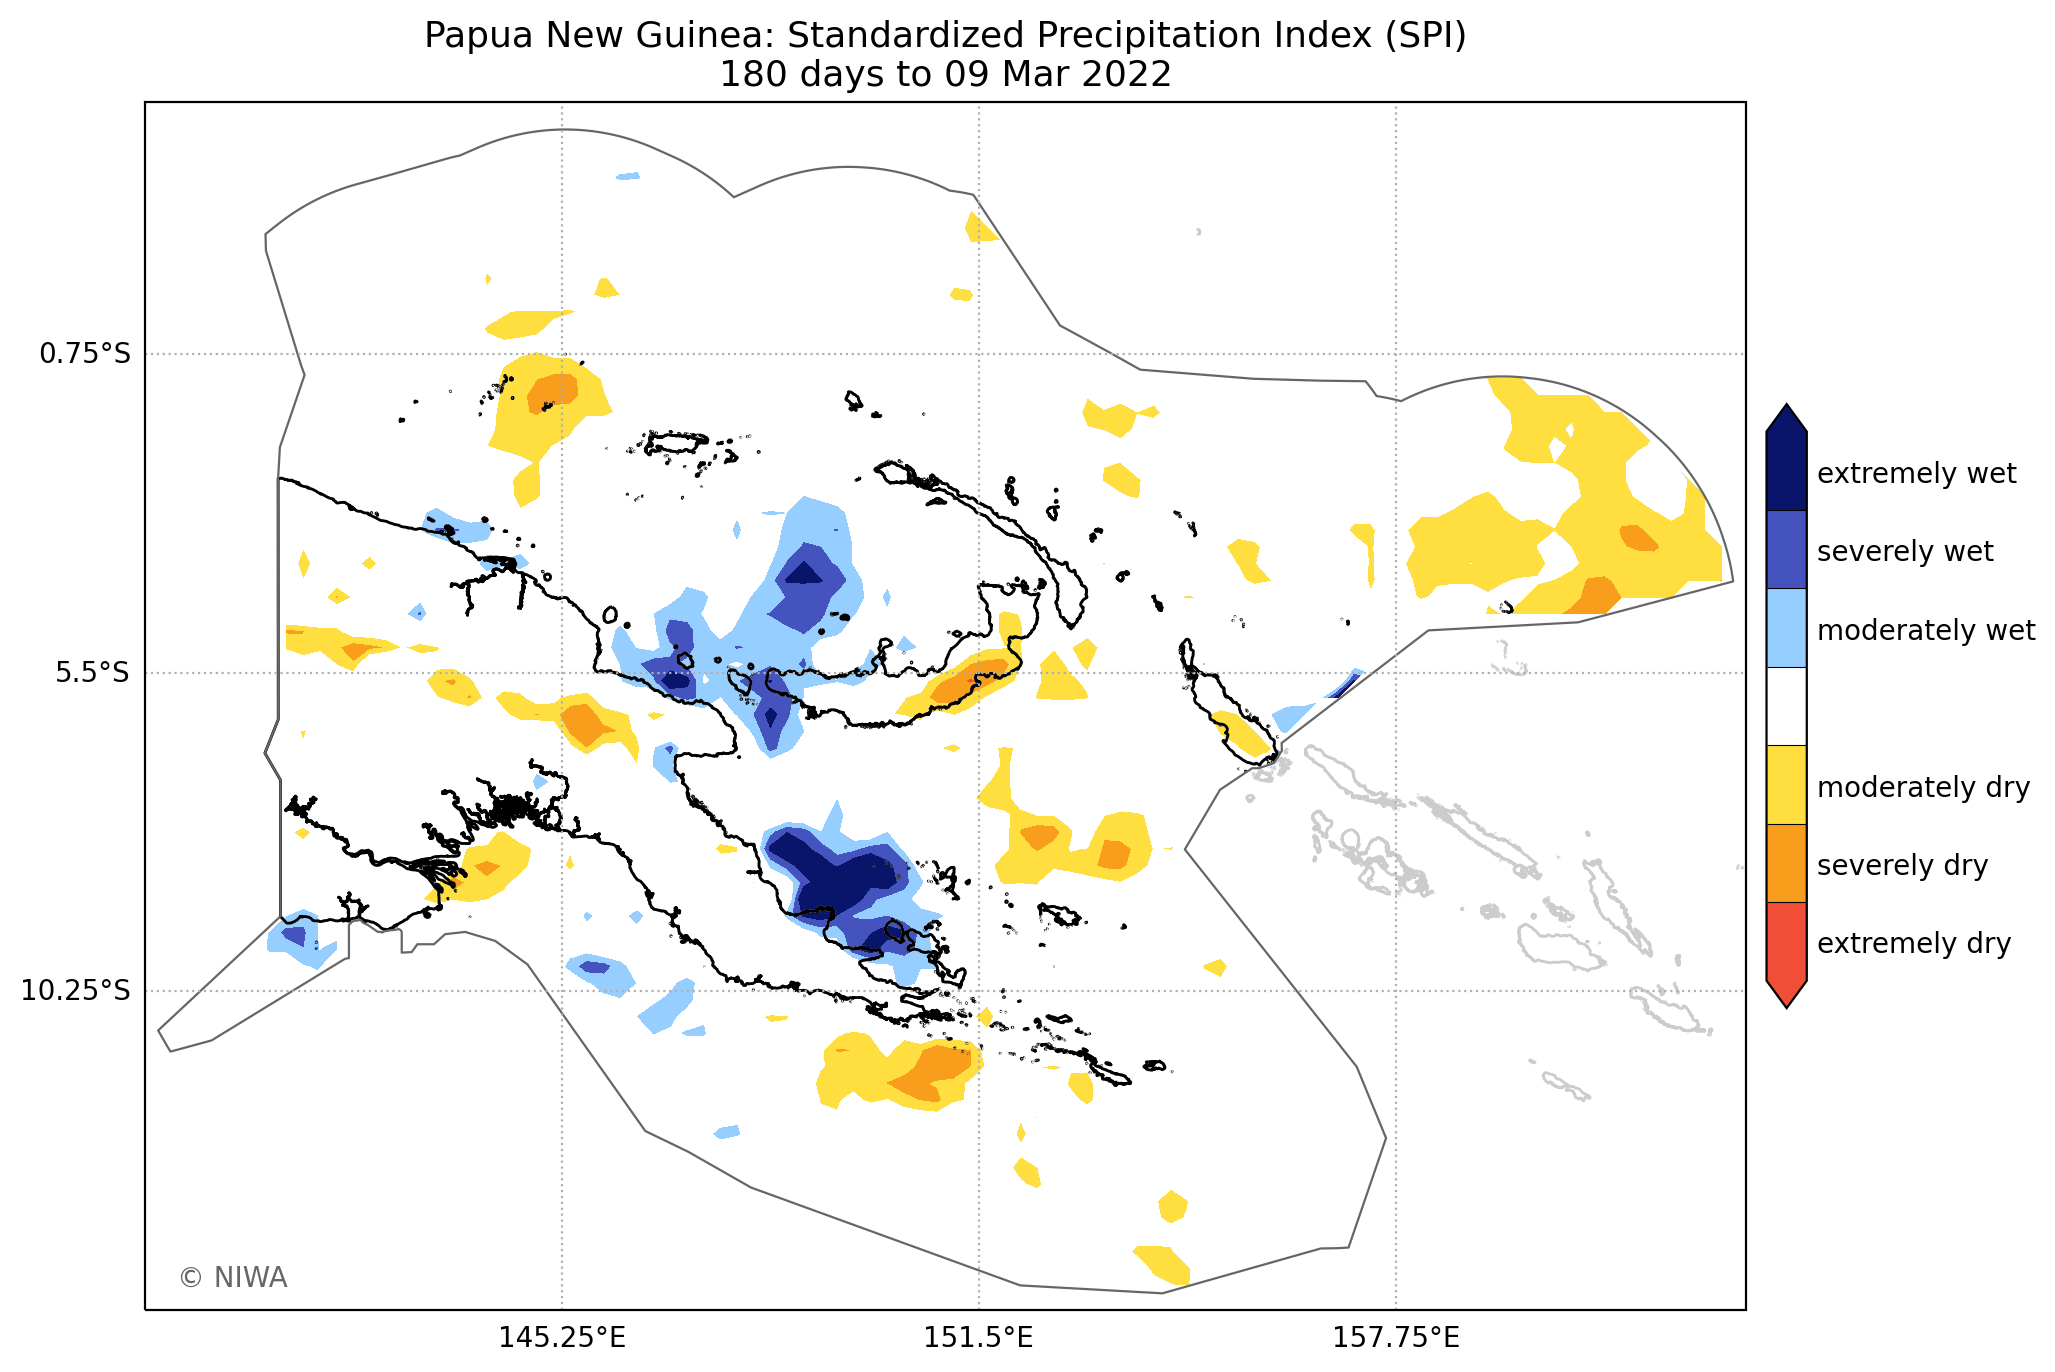 Papua New Guinea: Standardized Precipitation Index (SPI)
180 days to 09 Mar 2022
0.75°S
5.5°S
10.25°S
145.25°E
151.5°E
157.75°E
extremely wet
severely wet
moderately wet
moderately dry
severely dry
extremely dry
© NIWA